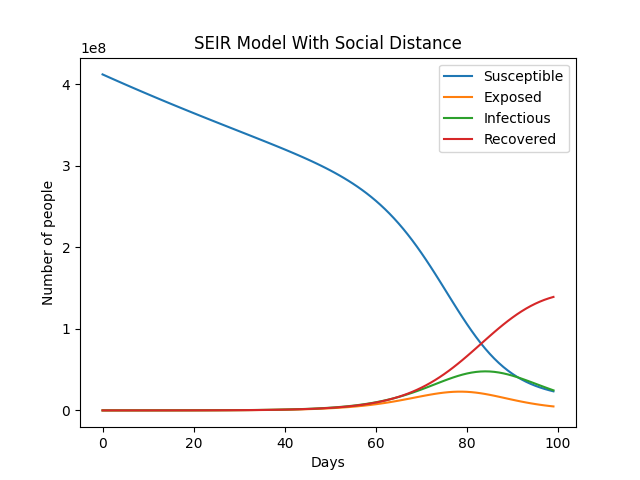 SEIR Model With Social Distance
1e8
4
3
2
1
0
Number of people
Susceptible
Exposed
Infectious
Recovered
0 20 40 60 80 100
Days